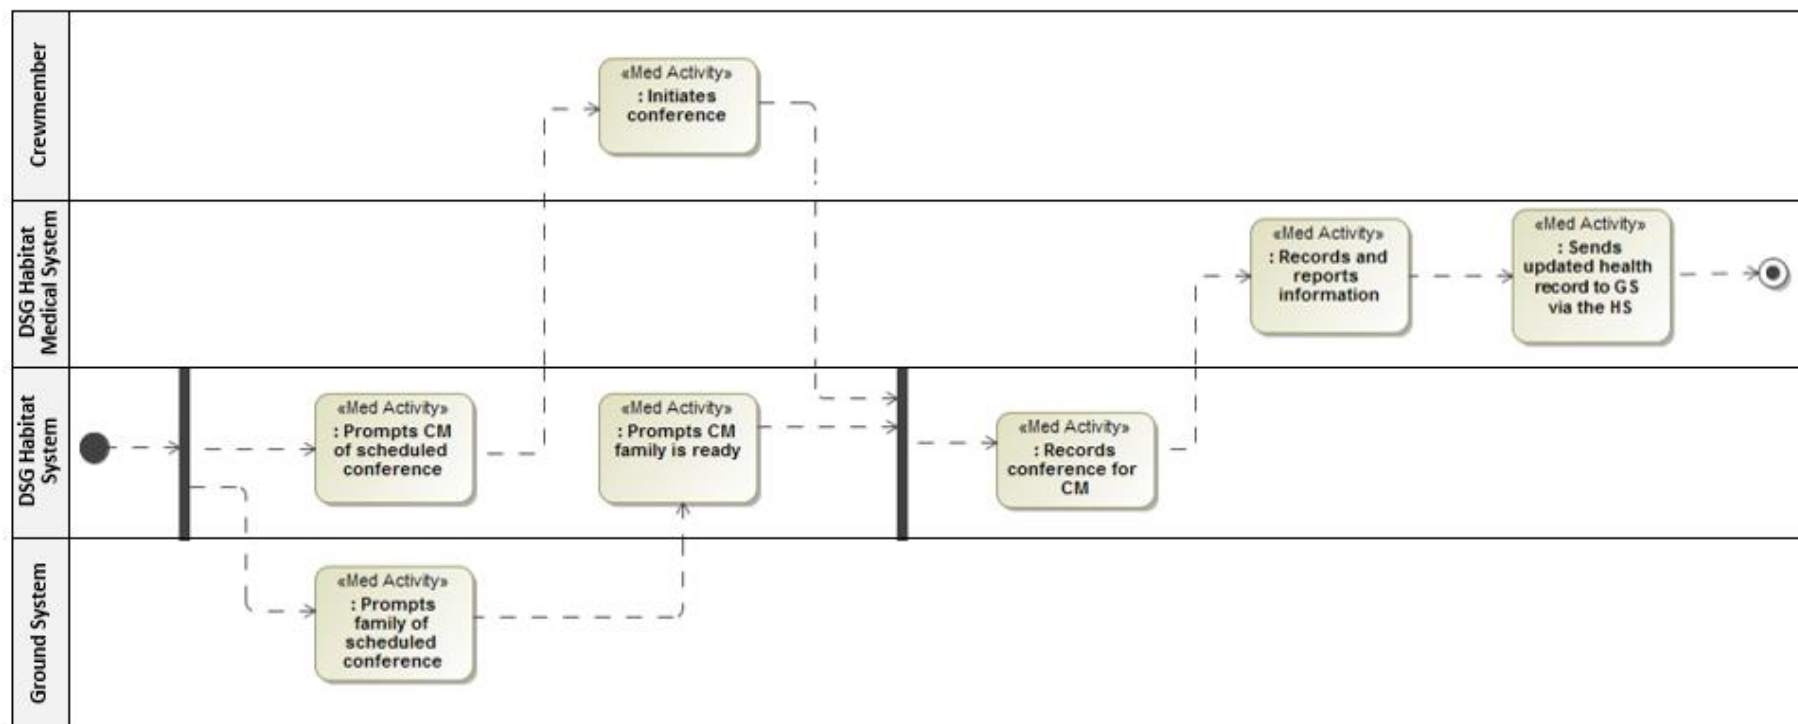 Crewmember
«Med Activity»
: Initiates
conference
DSG Habitat
Medical System
«Med Activity»
: Records and
reports
information
«Med Activity»
: Sends
updated health
record to GS
via the HS
DSG Habitat
System
«Med Activity»
: Prompts CM
of scheduled
conference
«Med Activity»
: Prompts CM
family is ready
«Med Activity»
: Records
conference for
CM
Ground System
«Med Activity»
: Prompts
family of
scheduled
conference